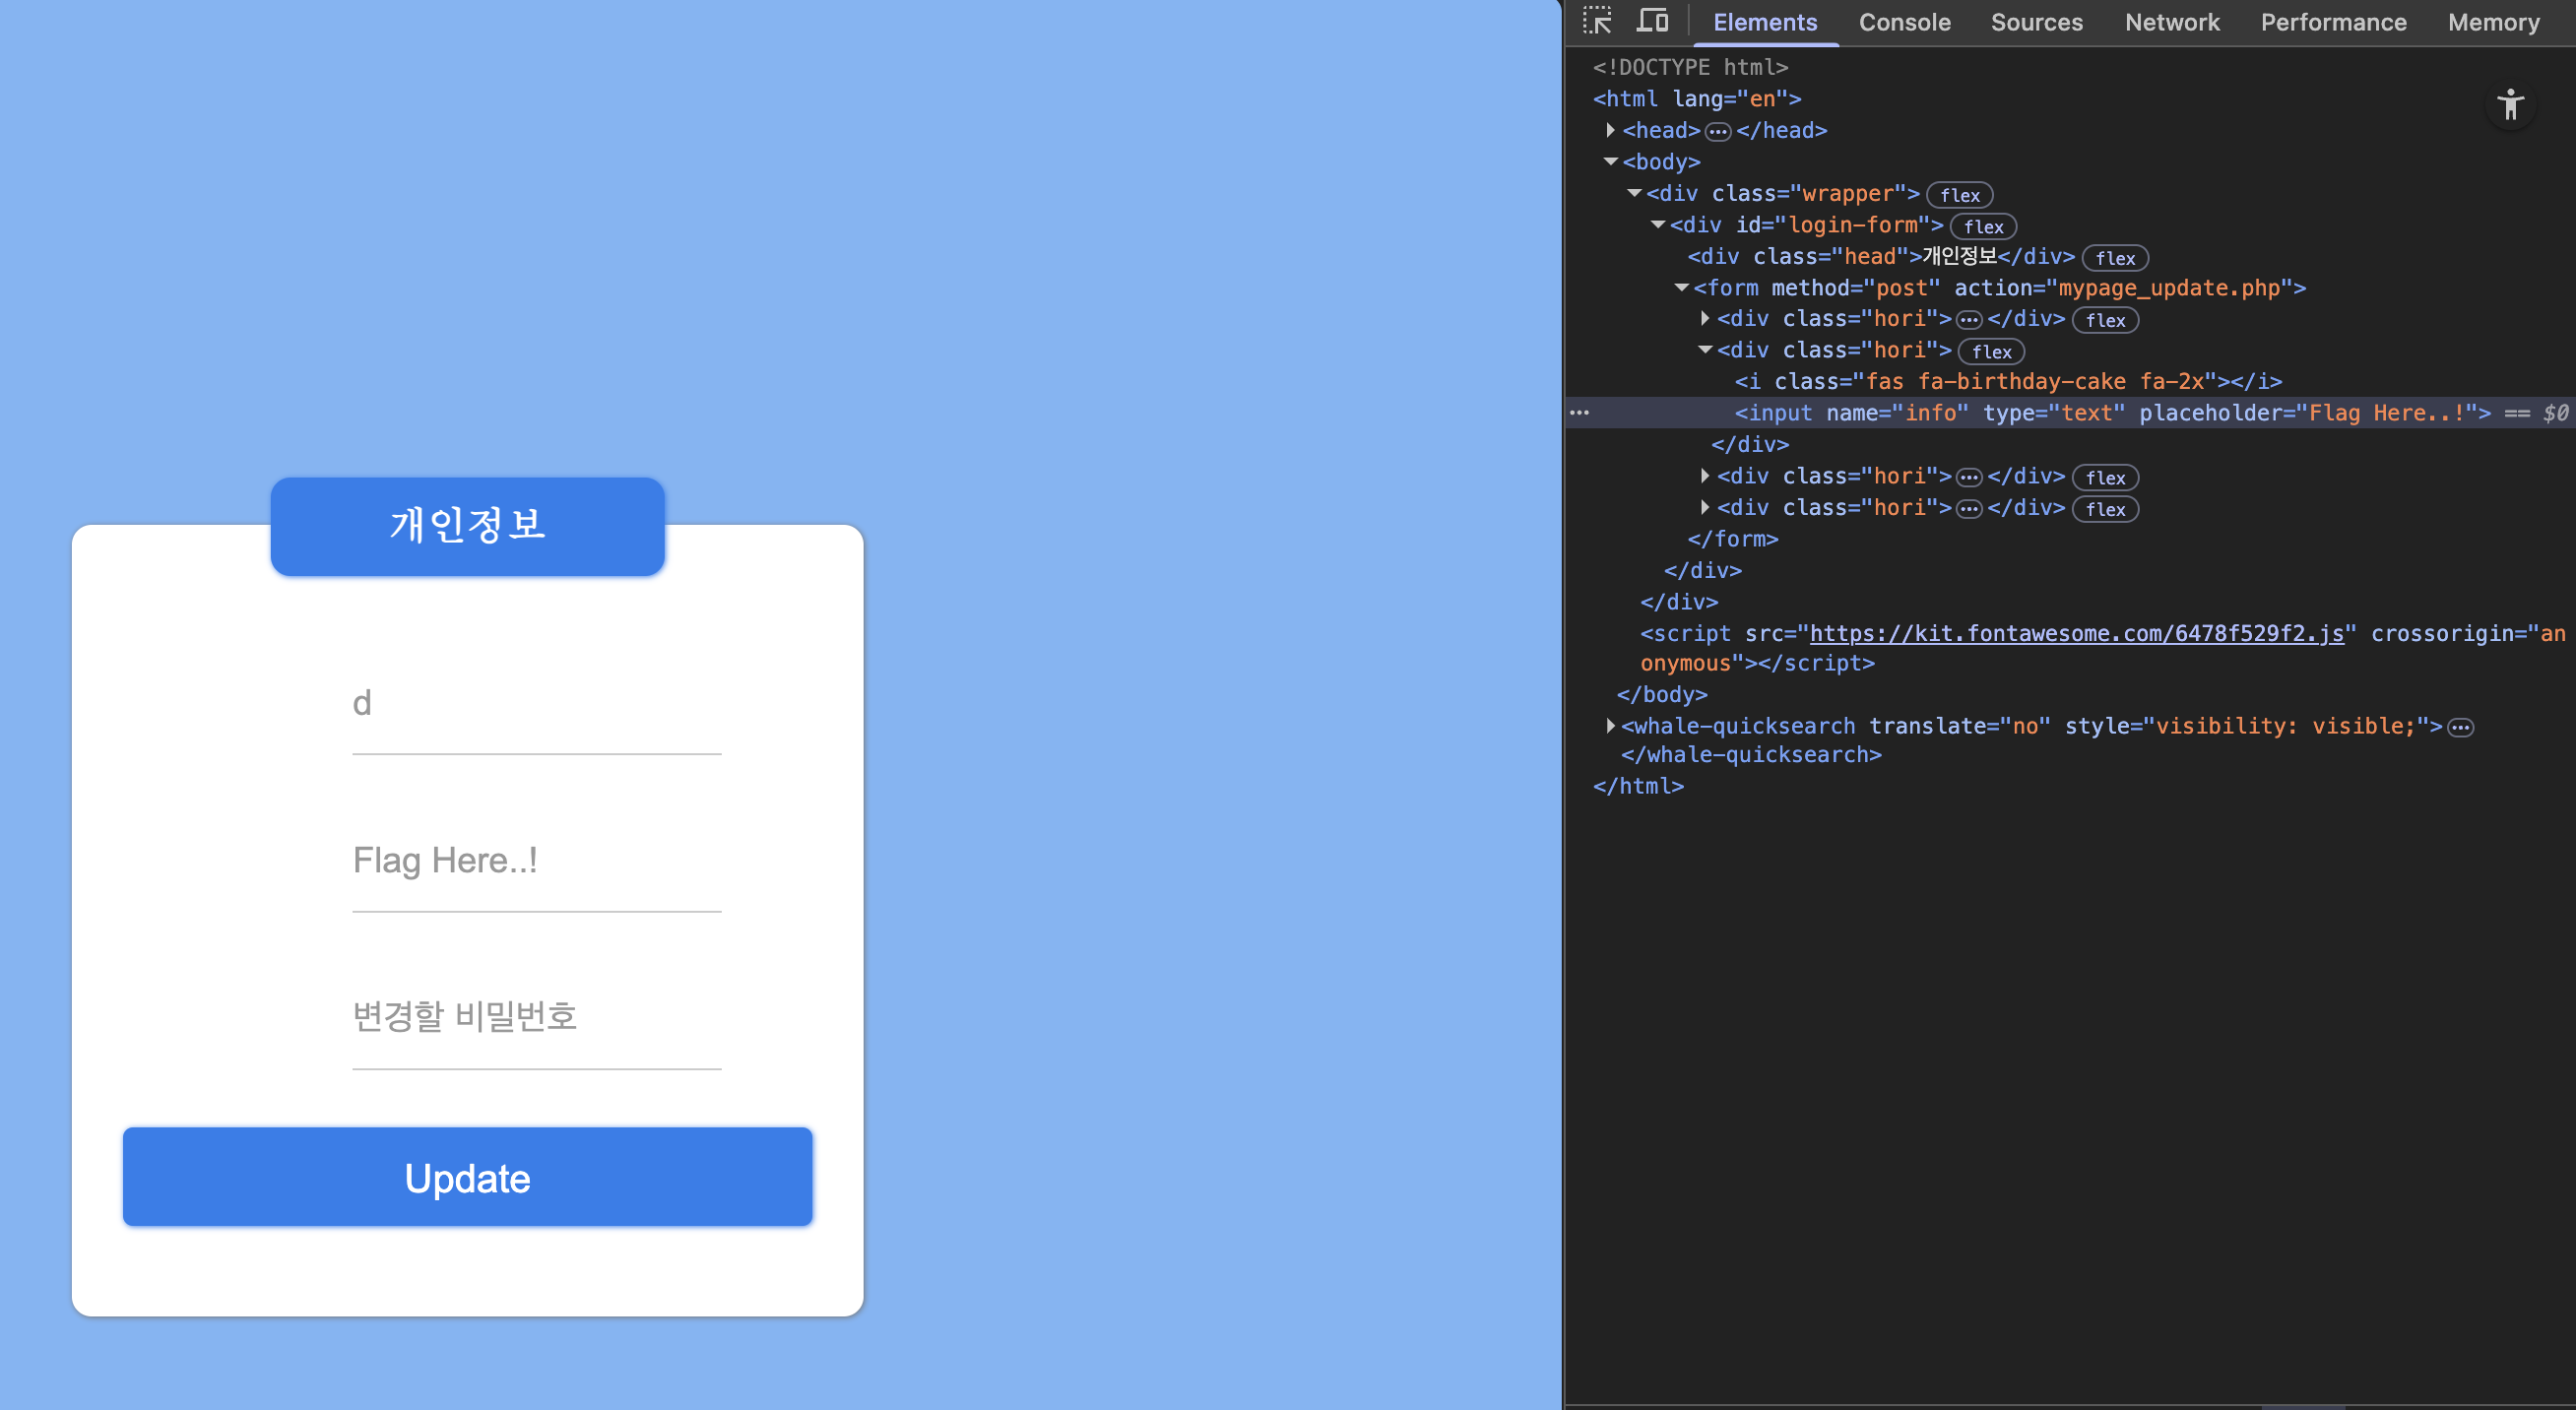 개인정보
d
Flag Here..!
변경할 비밀번호
Update
Elements Console Sources Network Performance Memory
<!DOCTYPE html>
<html lang="en">
<head> ••• </head>
<body>
<div class="wrapper"> flex
<div id="login-form"> flex
<div class="head">개인정보</div> flex
<form method="post" action="mypage_update.php">
<div class="hori"> ••• </div> flex
<div class="hori"> flex
<i class="fas fa-birthday-cake fa-2x"></i>
••• <input name="info" type="text" placeholder="Flag Here..!"> == $0
</div>
<div class="hori"> ••• </div> flex
<div class="hori"> ••• </div> flex
</form>
</div>
</div>
<script src="https://kit.fontawesome.com/6478f529f2.js" crossorigin="an
onymous"></script>
</body>
<whale-quicksearch translate="no" style="visibility: visible;"> •••
</whale-quicksearch>
</html>